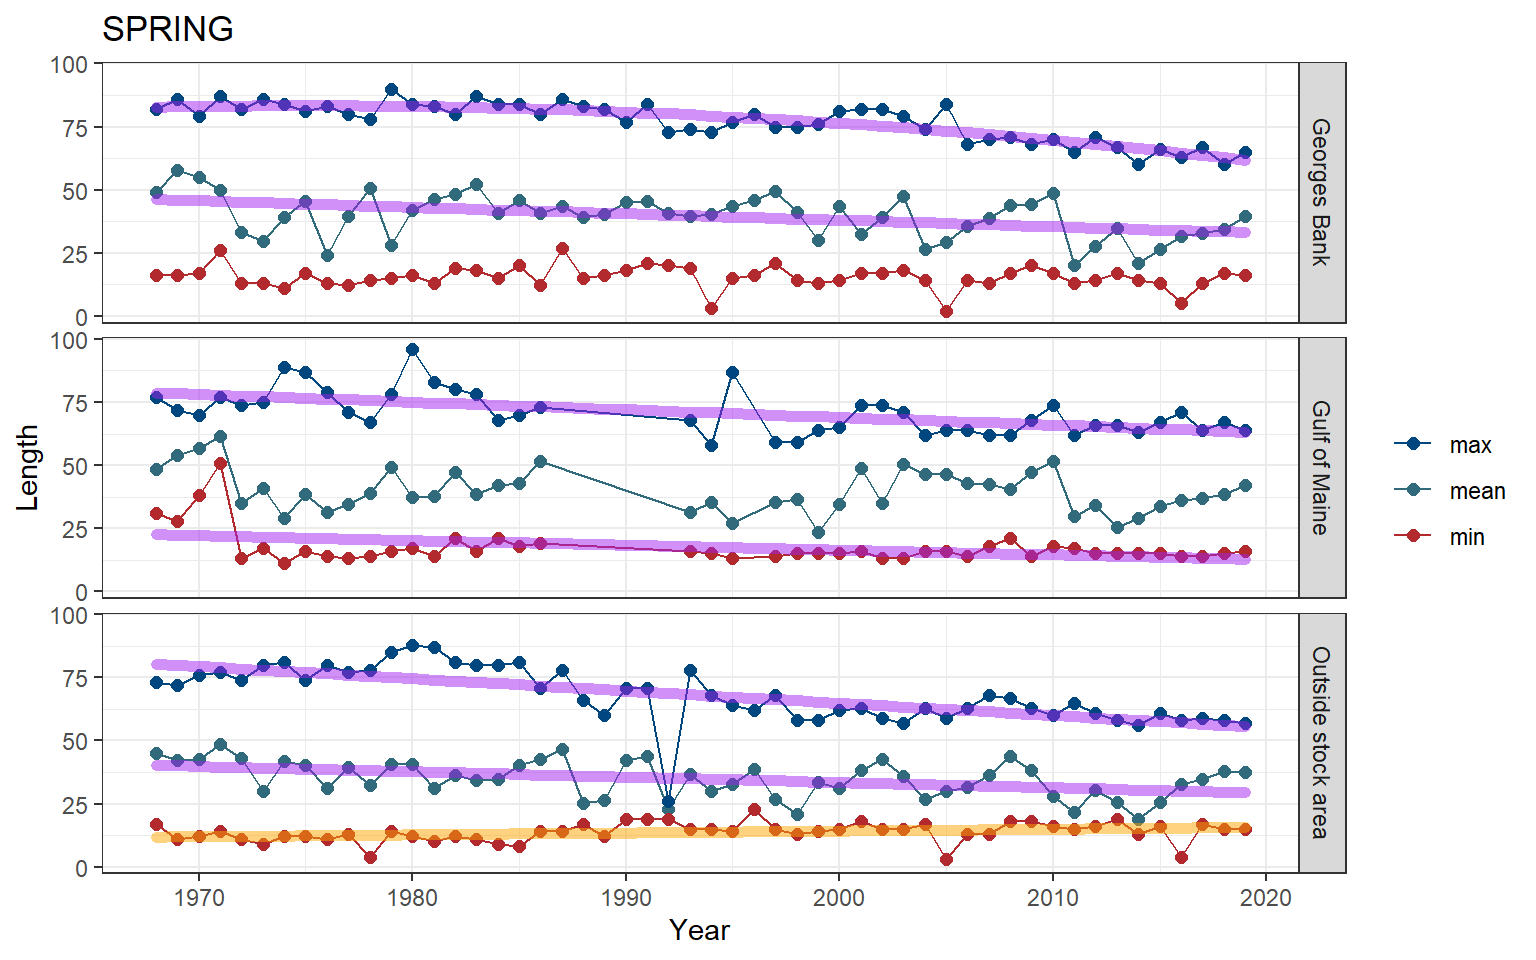 SPRING
100
75
50
25
0
Georges Bank
100
75
50
25
0
Gulf of Maine
100
75
50
25
0
Outside stock area
Length
1970 1980 1990 2000 2010 2020
Year
max
mean
min